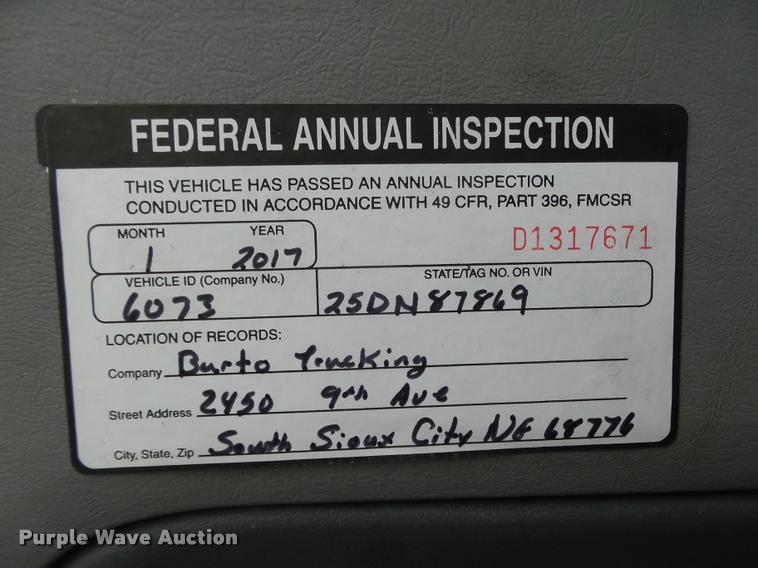 FEDERAL ANNUAL INSPECTION
THIS VEHICLE HAS PASSED AN ANNUAL INSPECTION
CONDUCTED IN ACCORDANCE WITH 49 CFR, PART 396, FMCSR
MONTH YEAR
1 2017
D1317671
VEHICLE ID (Company No.) STATE/TAG NO. OR VIN
6073 25DN87869
LOCATION OF RECORDS:
Company Burto Trucking
Street Address 2450 9th Ave
City, State, Zip South Sioux City NE 68776
Purple Wave Auction